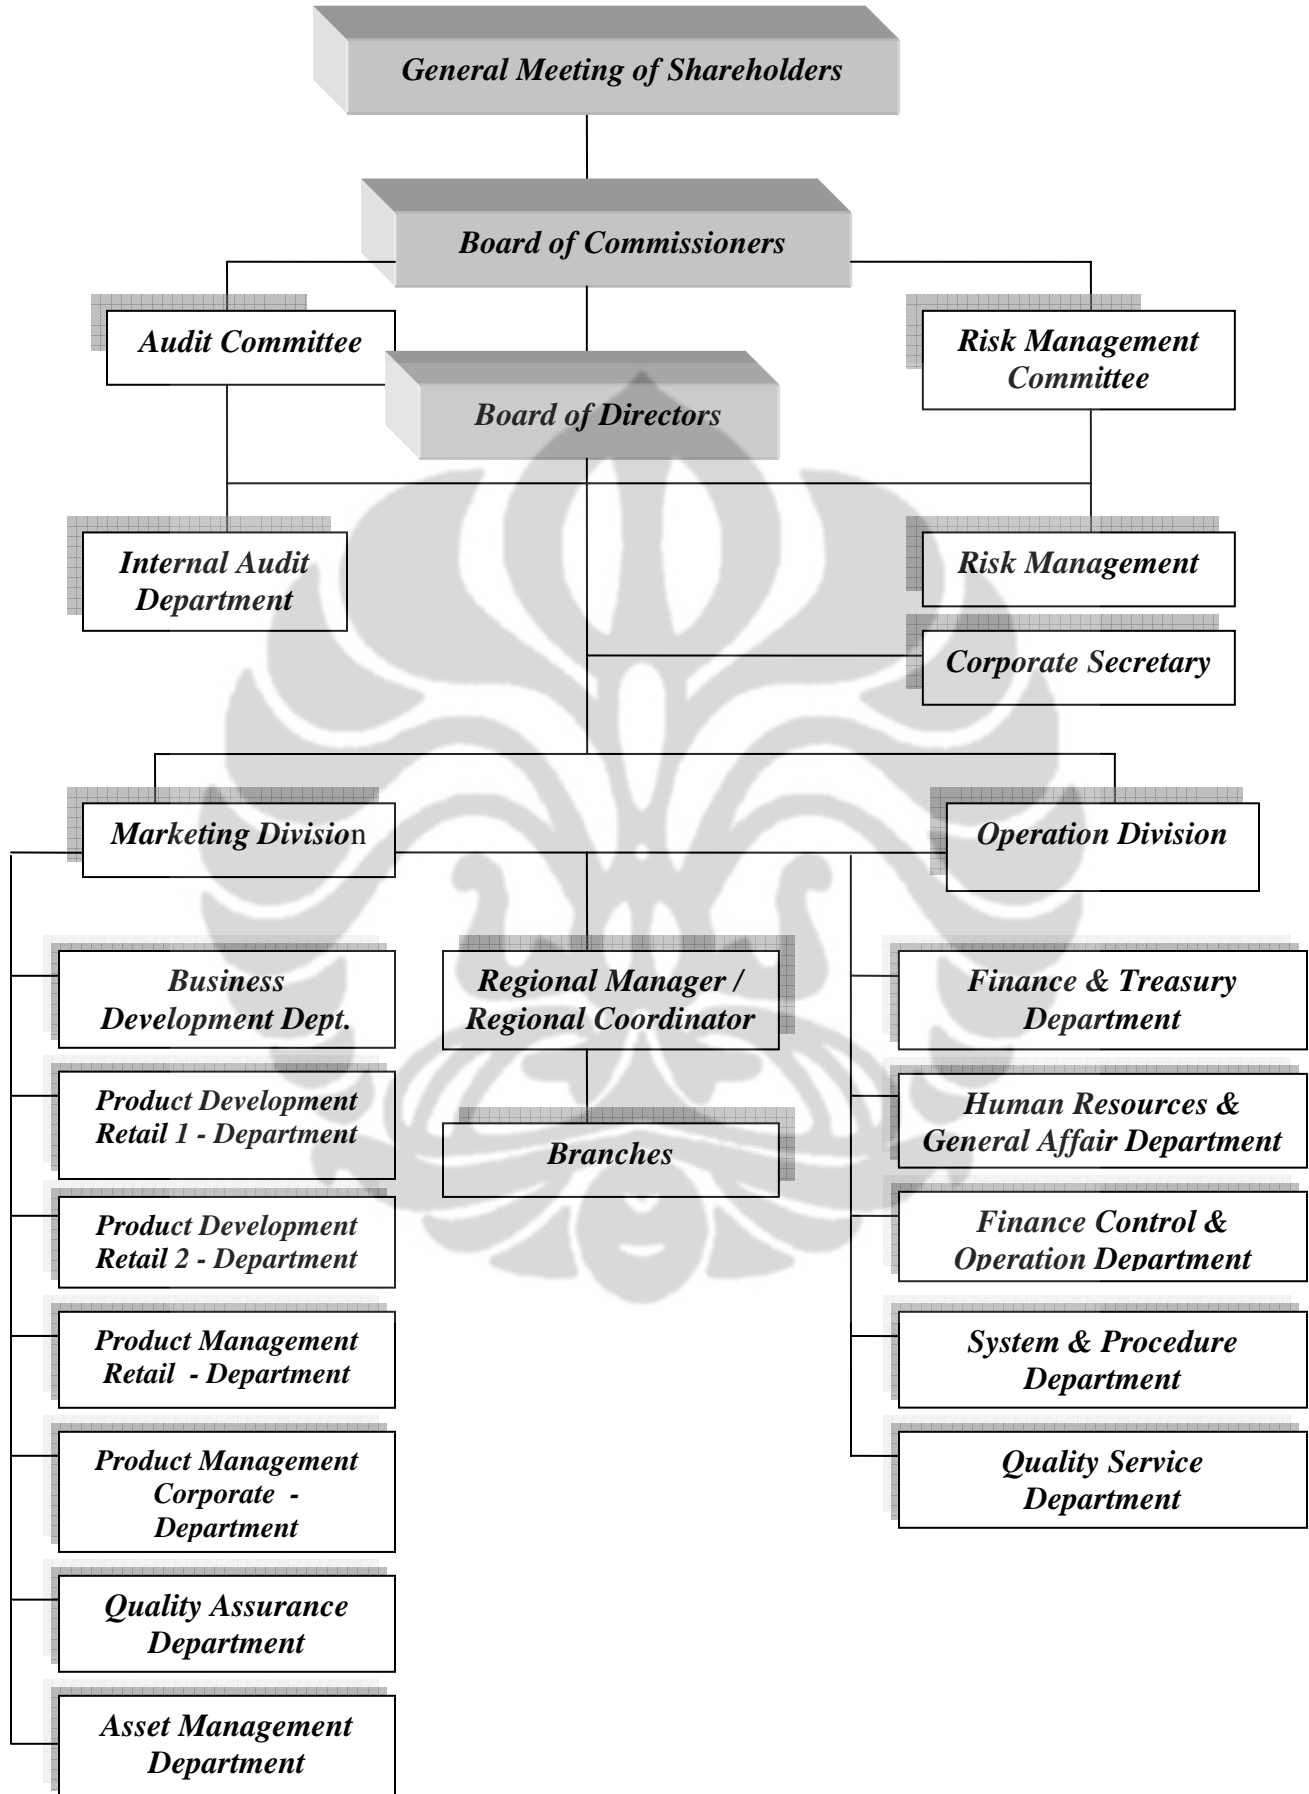 General Meeting of Shareholders
Board of Commissioners
Audit Committee
Risk Management
Committee
Board of Directors
Internal Audit
Department
Risk Management
Corporate Secretary
Marketing Division
Operation Division
Business
Development Dept.
Regional Manager /
Regional Coordinator
Finance & Treasury
Department
Product Development
Retail 1 - Department
Human Resources &
General Affair Department
Branches
Product Development
Retail 2 - Department
Finance Control &
Operation Department
Product Management
Retail - Department
System & Procedure
Department
Product Management
Corporate -
Department
Quality Service
Department
Quality Assurance
Department
Asset Management
Department